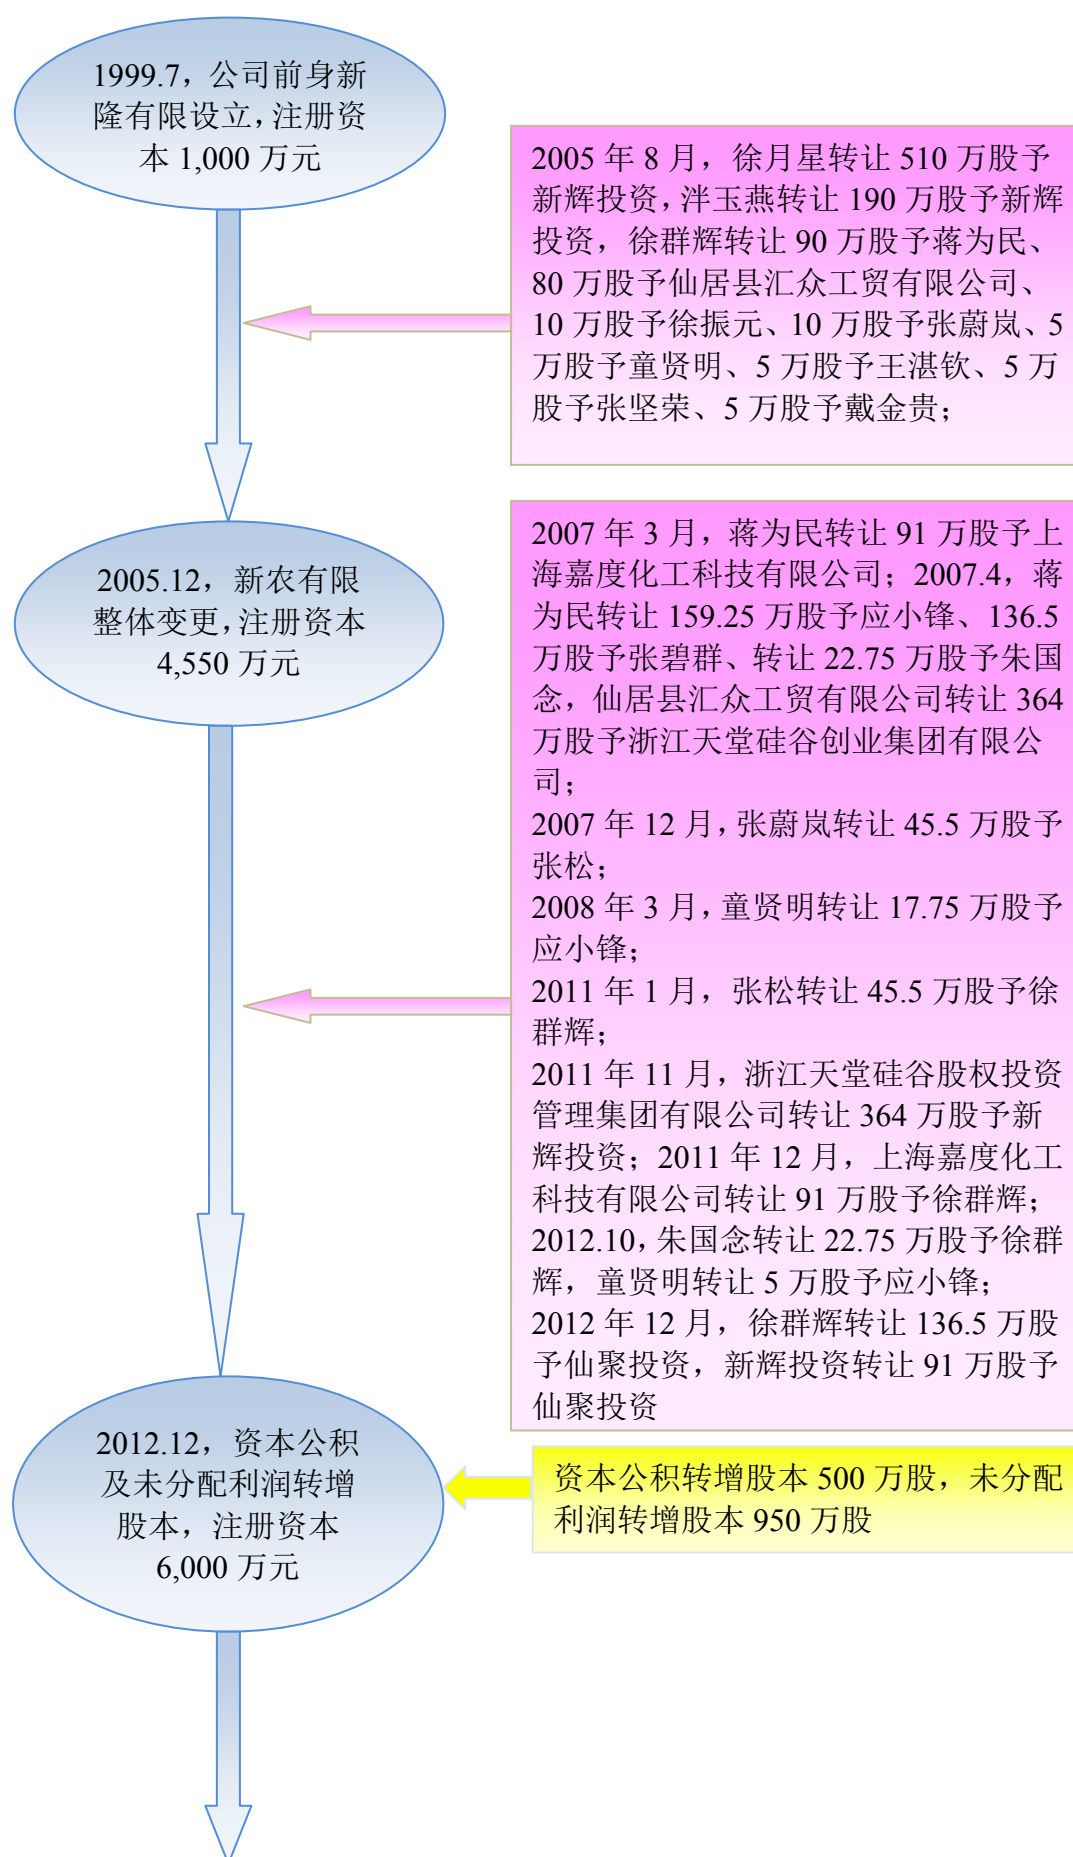 1999.7，公司前身新
隆有限设立，注册资
本 1,000 万元
2005 年 8 月，徐月星转让 510 万股予
新辉投资，泮玉燕转让 190 万股予新辉
投资，徐群辉转让 90 万股予蒋为民、
80 万股予仙居县汇众工贸有限公司、
10 万股予徐振元、10 万股予张蔚岚、5
万股予童贤明、5 万股予王湛钦、5 万
股予张坚荣、5 万股予戴金贵；
2005.12，新农有限
整体变更，注册资本
4,550 万元
2007 年 3 月，蒋为民转让 91 万股予上
海嘉度化工科技有限公司；2007.4，蒋
为民转让 159.25 万股予应小锋、136.5
万股予张碧群、转让 22.75 万股予朱国
念，仙居县汇众工贸有限公司转让 364
万股予浙江天堂硅谷创业集团有限公
司；
2007 年 12 月，张蔚岚转让 45.5 万股予
张松；
2008 年 3 月，童贤明转让 17.75 万股予
应小锋；
2011 年 1 月，张松转让 45.5 万股予徐
群辉；
2011 年 11 月，浙江天堂硅谷股权投资
管理集团有限公司转让 364 万股予新
辉投资；2011 年 12 月，上海嘉度化工
科技有限公司转让 91 万股予徐群辉；
2012.10，朱国念转让 22.75 万股予徐群
辉，童贤明转让 5 万股予应小锋；
2012 年 12 月，徐群辉转让 136.5 万股
予仙聚投资，新辉投资转让 91 万股予
仙聚投资
2012.12，资本公积
及未分配利润转增
股本，注册资本
6,000 万元
资本公积转增股本 500 万股，未分配
利润转增股本 950 万股